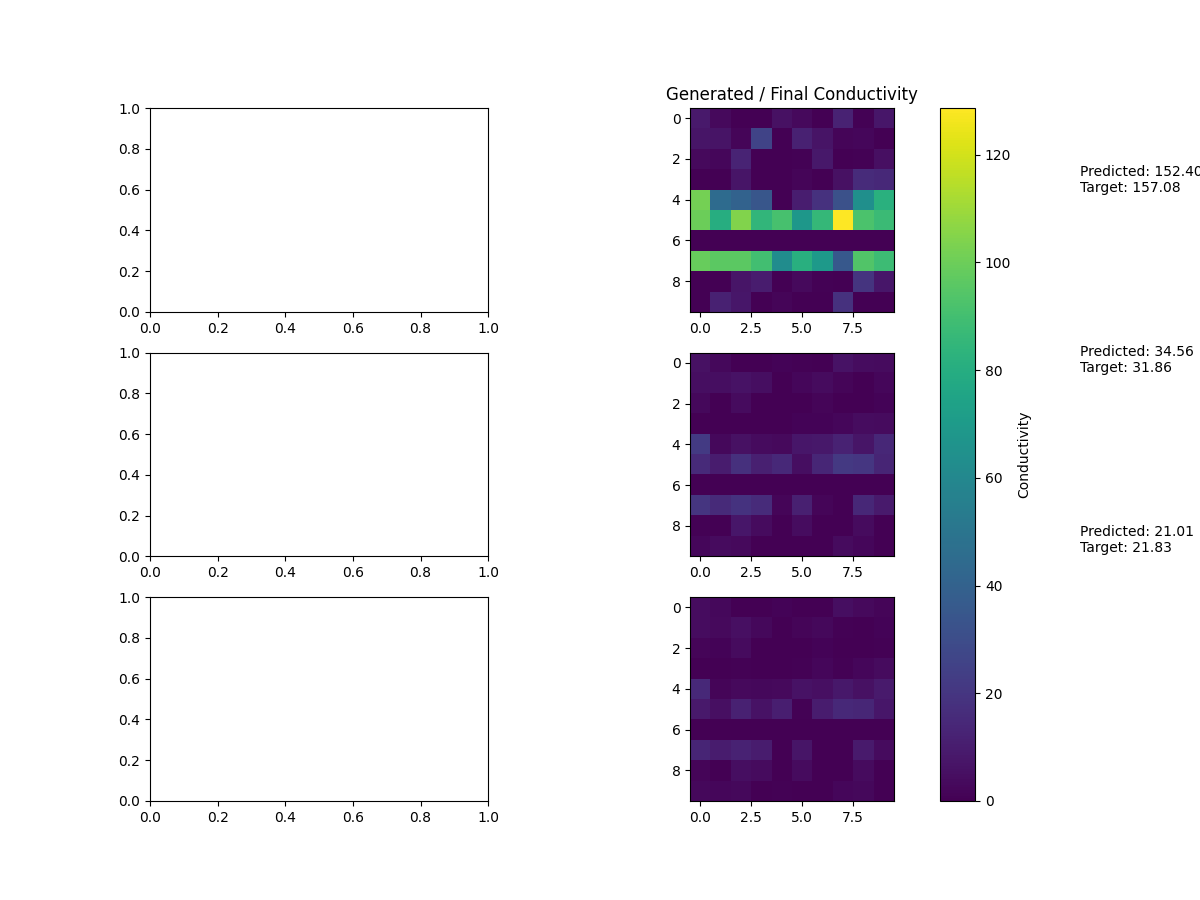 Generated / Final Conductivity
1.0
0.8
0.6
0.4
0.2
0.0
0.0 0.2 0.4 0.6 0.8 1.0
0
2
4
6
8
0.0 2.5 5.0 7.5
1.0
0.8
0.6
0.4
0.2
0.0
0.0 0.2 0.4 0.6 0.8 1.0
0
2
4
6
8
0.0 2.5 5.0 7.5
1.0
0.8
0.6
0.4
0.2
0.0
0.0 0.2 0.4 0.6 0.8 1.0
0
2
4
6
8
0.0 2.5 5.0 7.5
120
100
80
60
40
20
0
Conductivity
Predicted: 152.40
Target: 157.08
Predicted: 34.56
Target: 31.86
Predicted: 21.01
Target: 21.83